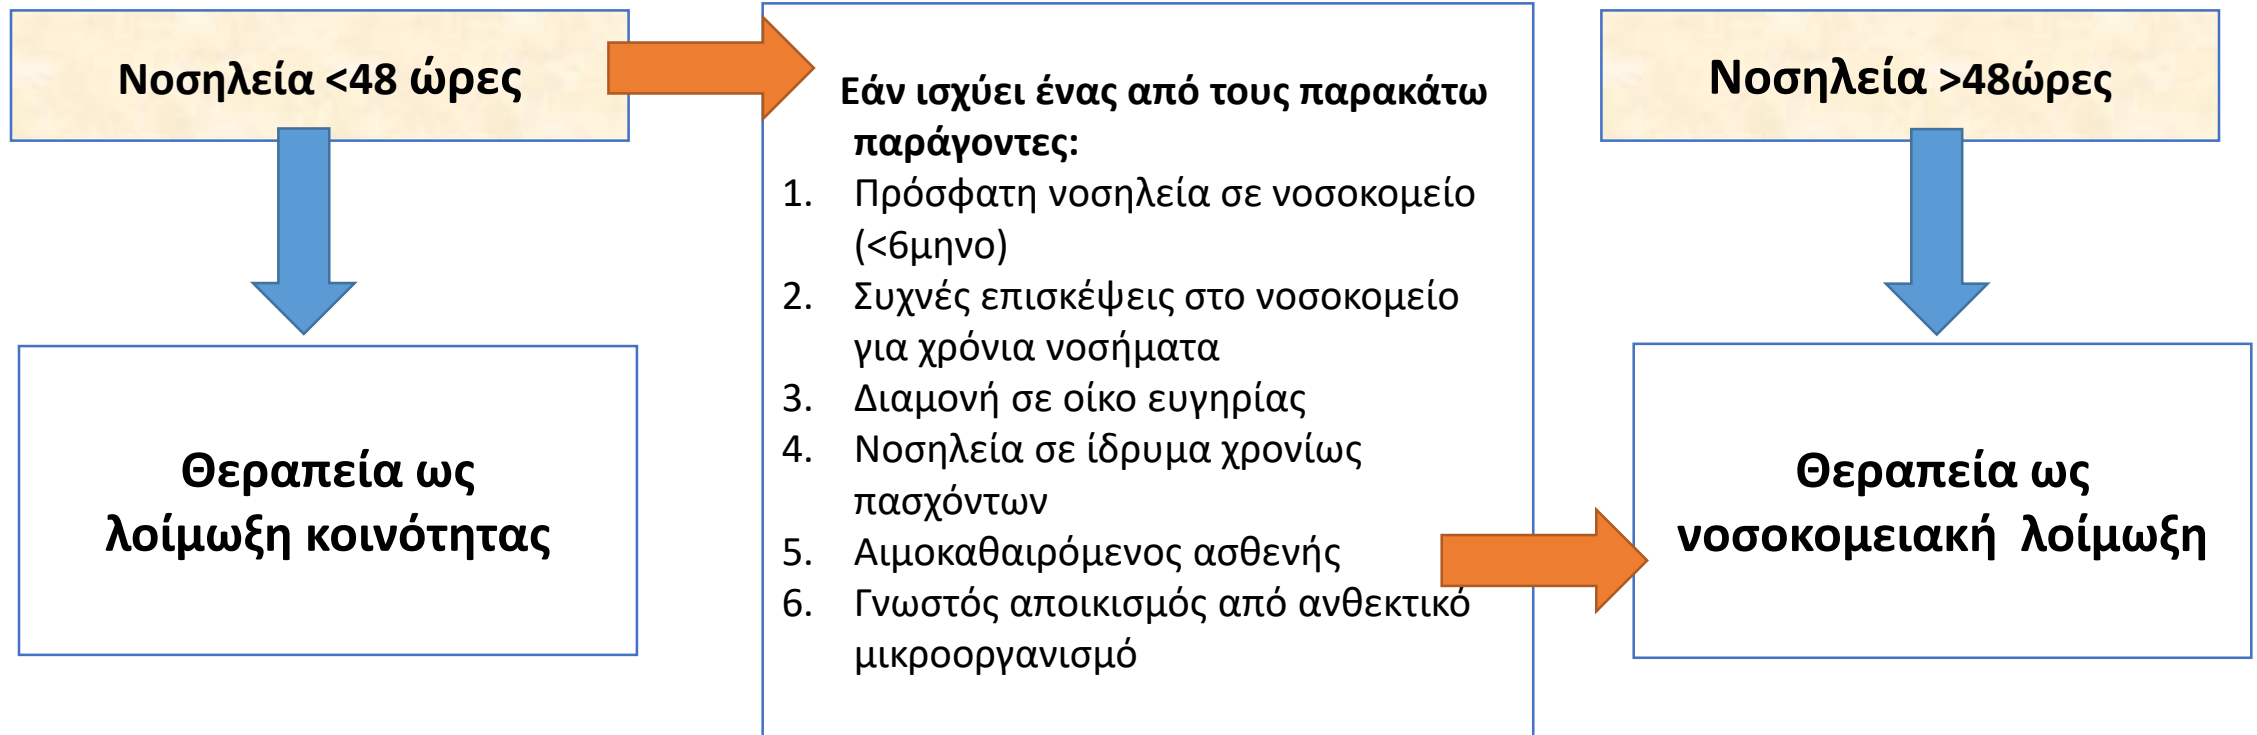 Νοσηλεία <48 ώρες
Θεραπεία ως
λοίμωξη κοινότητας
Εάν ισχύει ένας από τους παρακάτω
παράγοντες:
1. Πρόσφατη νοσηλεία σε νοσοκομείο
(<6μηνο)
2. Συχνές επισκέψεις στο νοσοκομείο
για χρόνια νοσήματα
3. Διαμονή σε οίκο ευγηρίας
4. Νοσηλεία σε ίδρυμα χρονίως
πασχόντων
5. Αιμοκαθαιρόμενος ασθενής
6. Γνωστός αποικισμός από ανθεκτικό
μικροοργανισμό
Νοσηλεία >48ώρες
Θεραπεία ως
νοσοκομειακή λοίμωξη